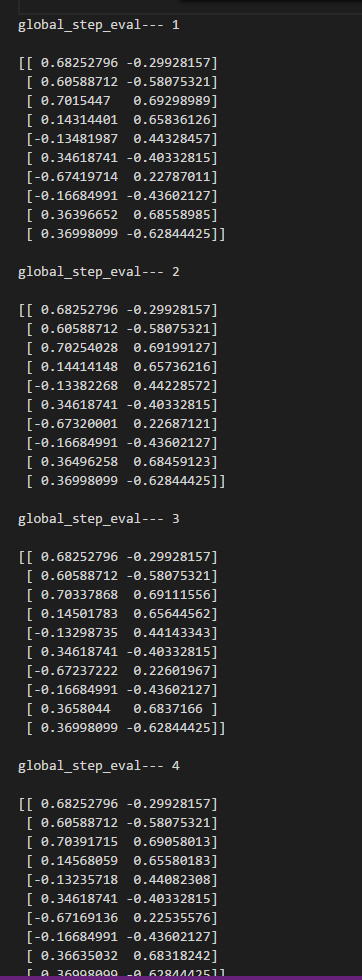 global_step_eval--- 1
[[ 0.68252796 -0.29928157]
[ 0.60588712 -0.58075321]
[ 0.7015447   0.69298989]
[ 0.14314401  0.65836126]
[-0.13481987  0.44328457]
[ 0.34618741 -0.40332815]
[-0.67419714  0.22787011]
[-0.16684991 -0.43602127]
[ 0.36396652  0.68558985]
[ 0.36998099 -0.62844425]]
global_step_eval--- 2
[[ 0.68252796 -0.29928157]
[ 0.60588712 -0.58075321]
[ 0.70254028  0.69199127]
[ 0.14414148  0.65736216]
[-0.13382268  0.44228572]
[ 0.34618741 -0.40332815]
[-0.67320001  0.22687121]
[-0.16684991 -0.43602127]
[ 0.36496258  0.68459123]
[ 0.36998099 -0.62844425]]
global_step_eval--- 3
[[ 0.68252796 -0.29928157]
[ 0.60588712 -0.58075321]
[ 0.70337868  0.69111556]
[ 0.14501783  0.65644562]
[-0.13298735  0.44143343]
[ 0.34618741 -0.40332815]
[-0.67237222  0.22601967]
[-0.16684991 -0.43602127]
[ 0.3658044   0.6837166 ]
[ 0.36998099 -0.62844425]]
global_step_eval--- 4
[[ 0.68252796 -0.29928157]
[ 0.60588712 -0.58075321]
[ 0.70391715  0.69058013]
[ 0.14568059  0.65580183]
[-0.13235718  0.44082308]
[ 0.34618741 -0.40332815]
[-0.67169136  0.22535576]
[-0.16684991 -0.43602127]
[ 0.36635032  0.68318242]
[ 0.36998099 -0.62844425]]